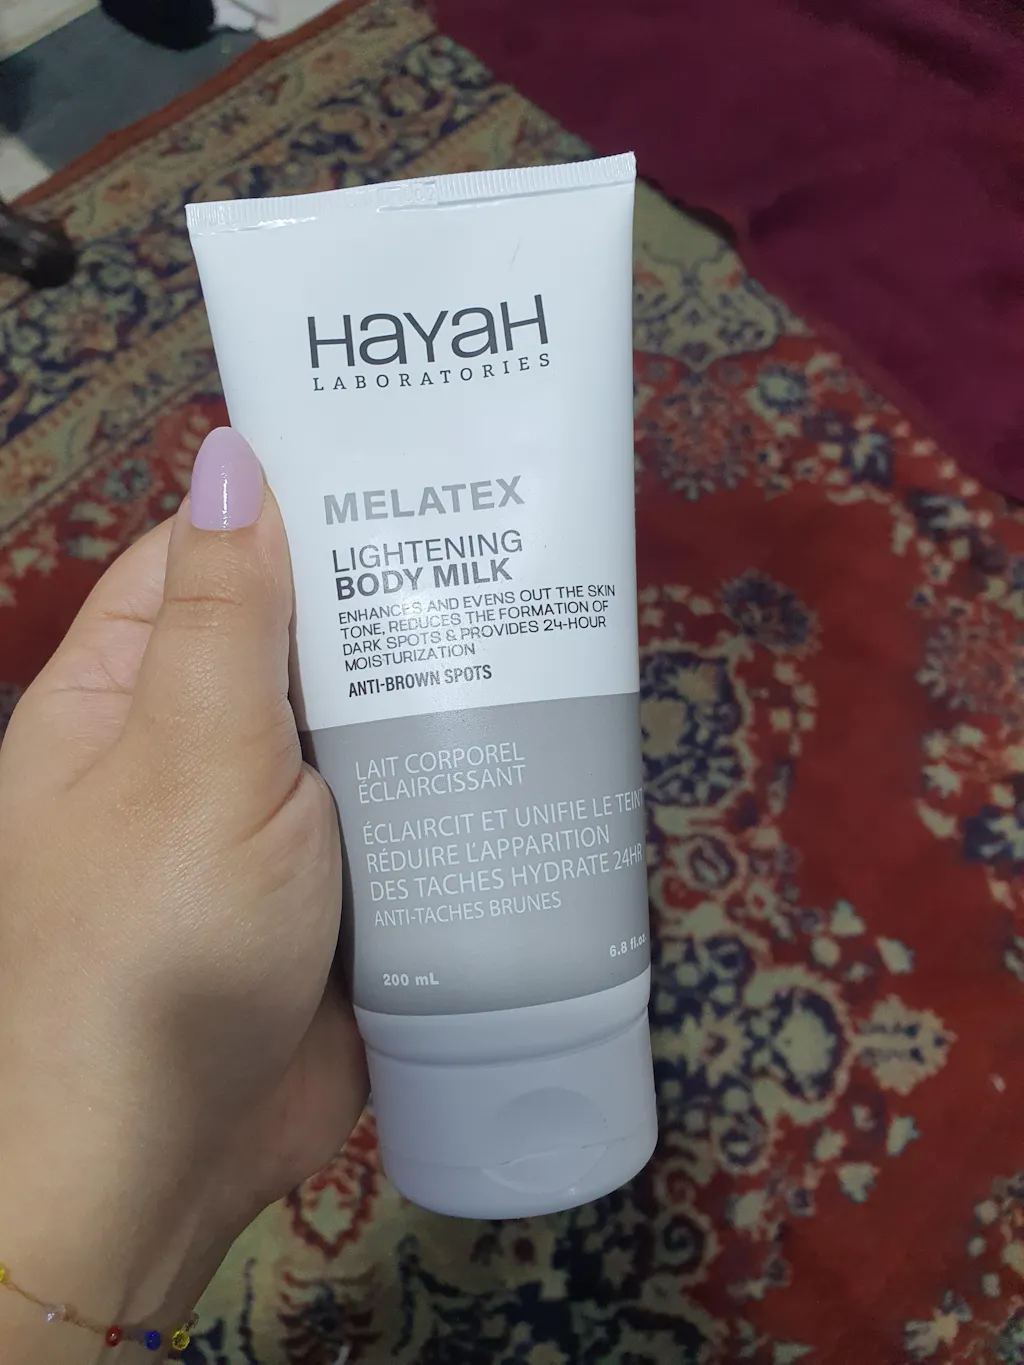 Hayah
LABORATORIES
MELATEX
LIGHTENING
BODY MILK
ENHANCES AND EVENS OUT THE SKIN
TONE, REDUCES THE FORMATION OF
DARK SPOTS & PROVIDES 24-HOUR
MOISTURIZATION
ANTI-BROWN SPOTS
LAIT CORPOREL
ÉCLAIRCISSANT
ÉCLAIRCIT ET UNIFIE LE TEINT
RÉDUIRE L'APPARITION
DES TACHES HYDRATE 24HR
ANTI-TACHES BRUNES
200 mL
6.8 fl.oz